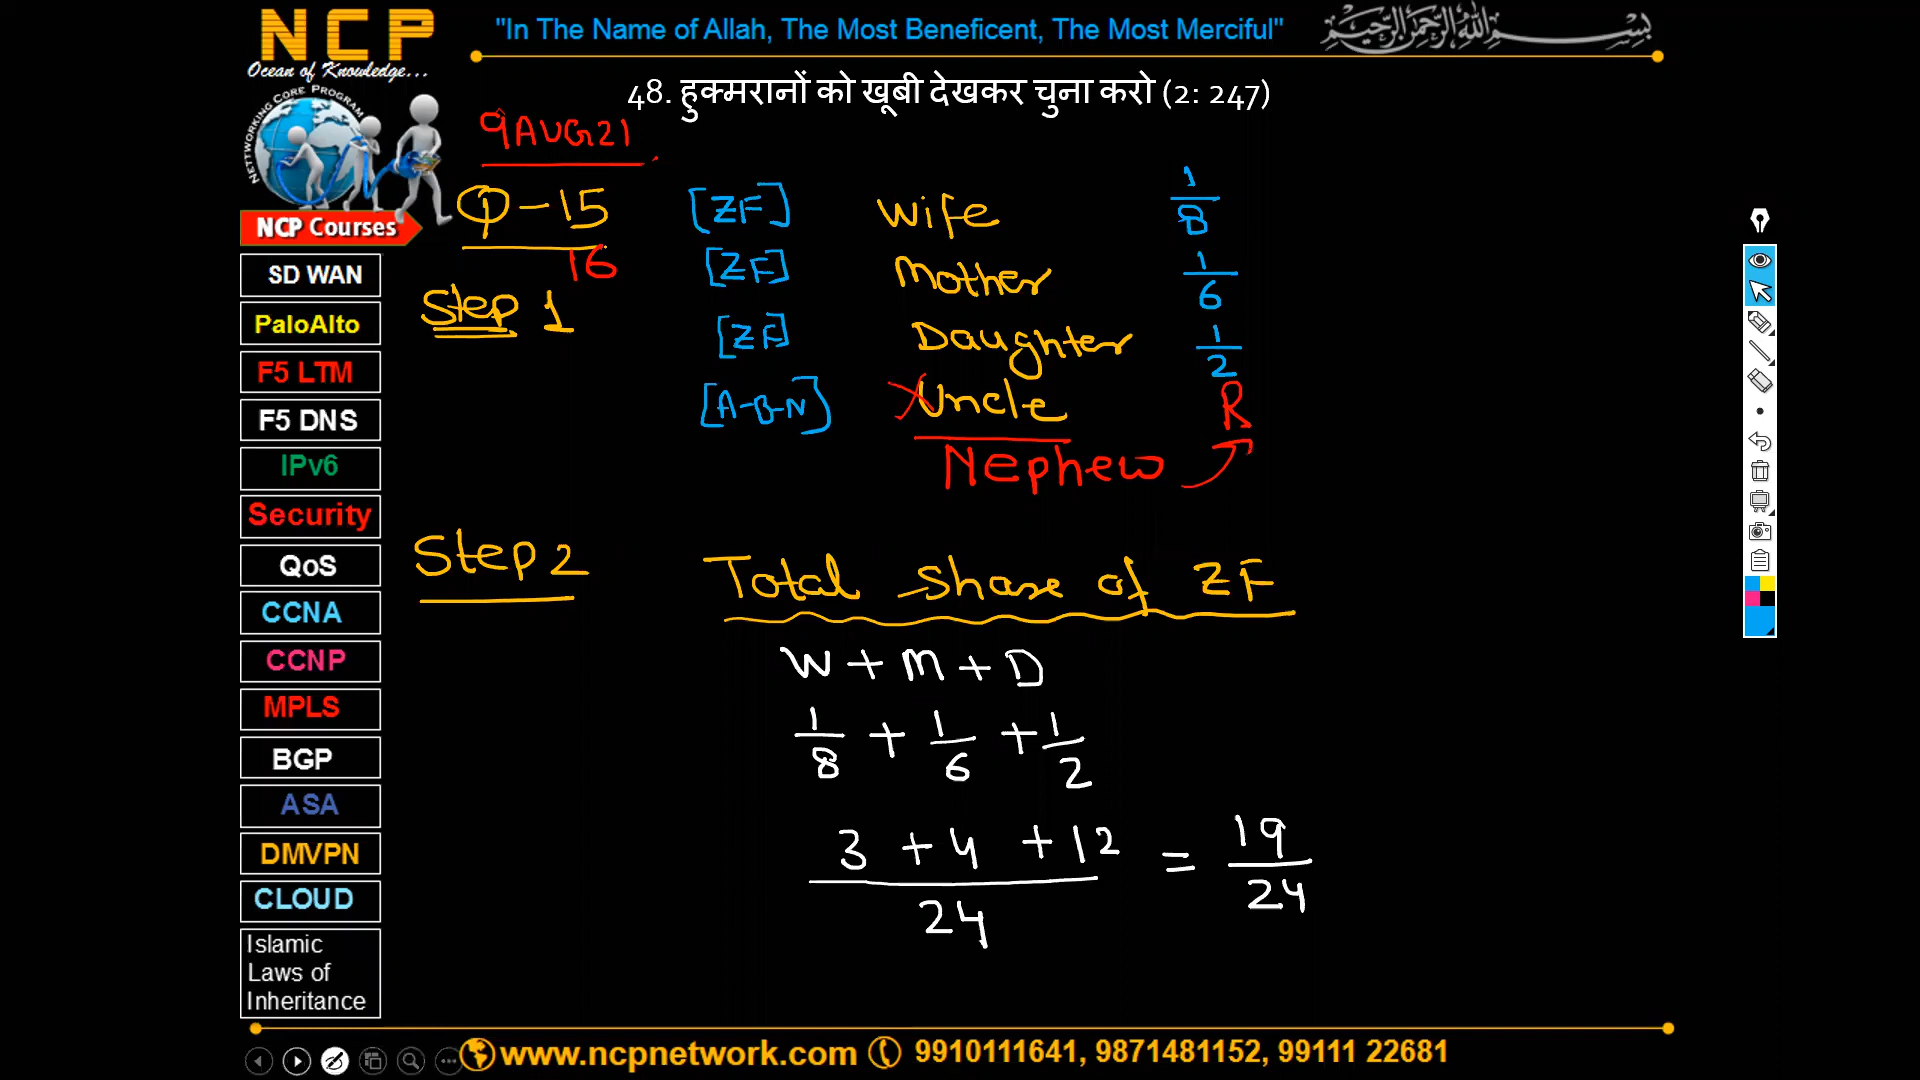 NCP
Ocean of Knowledge...
"In The Name of Allah, The Most Beneficent, The Most Merciful"
بسم الله الرحمن الرحيم
48. हुक्मरानों को खूबी देखकर चुना करो (2: 247)
NETTWORKING CORE PROGRAM
NCP Courses
SD WAN
PaloAlto
F5 LTM
F5 DNS
IPv6
Security
QoS
CCNA
CCNP
MPLS
BGP
ASA
DMVPN
CLOUD
Islamic
Laws of
Inheritance
9AUG21
Q-15
16
Step 1
[ZF] Wife 1/8
[ZF] Mother 1/6
[ZF] Daughter 1/2
[A-B-N] Uncle R
Nephew
Step 2
Total Share of ZF
W + M + D
1/8 + 1/6 + 1/2
3 + 4 + 12 / 24 = 19/24
www.ncpnetwork.com 9910111641, 9871481152, 99111 22681